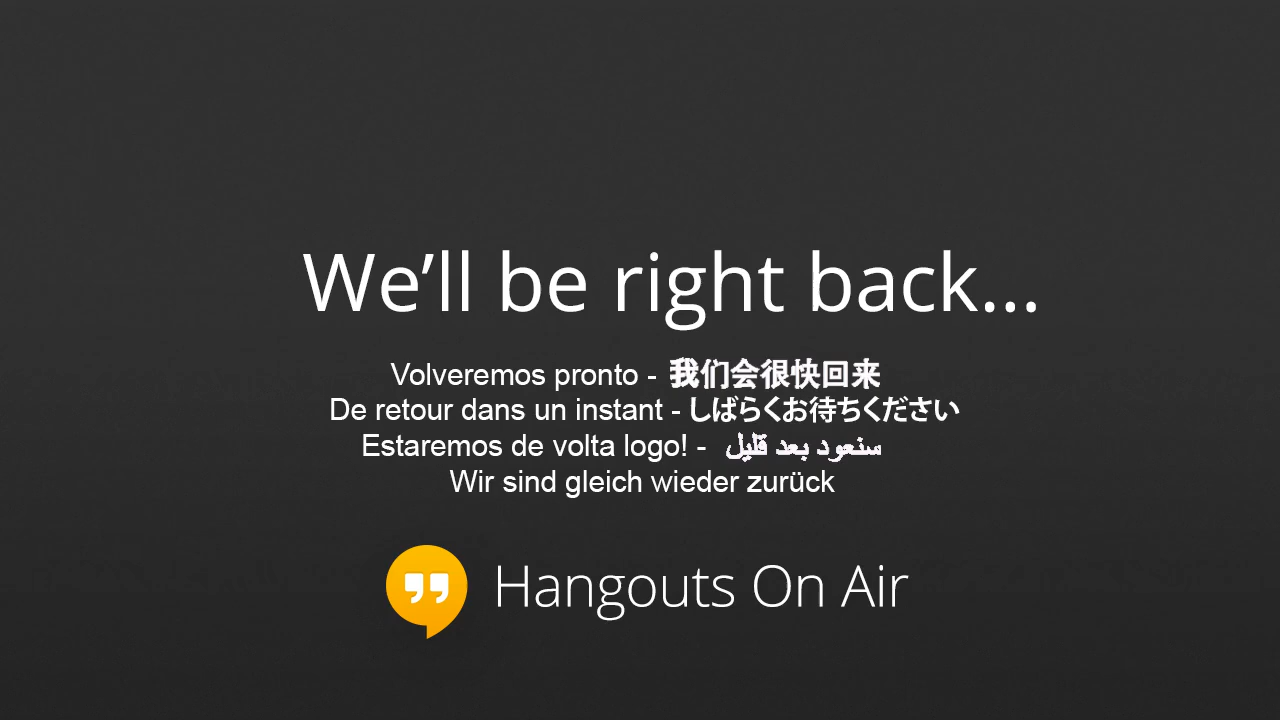 We’ll be right back...
Volveremos pronto - 我们会很快回来
De retour dans un instant - しばらくお待ちください
Estaremos de volta logo! - سنعود بعد قليل
Wir sind gleich wieder zurück
Hangouts On Air